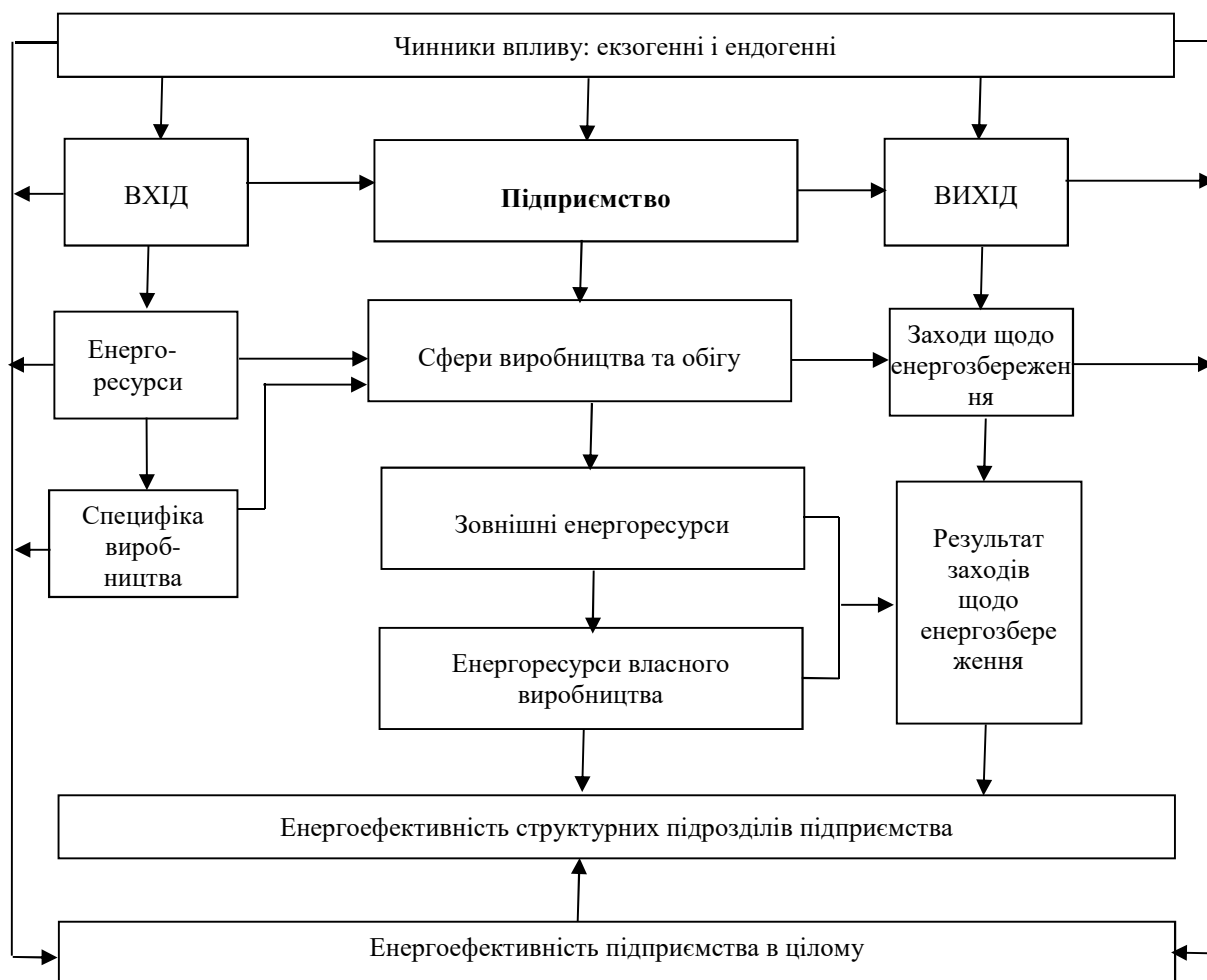 Чинники впливу: екзогенні і ендогенні
ВХІД
Підприємство
ВИХІД
Енерго-
ресурси
Сфери виробництва та обігу
Заходи щодо
енергозбережен
ня
Специфіка
вироб-
ництва
Зовнішні енергоресурси
Результат
заходів
щодо
енергозбере
ження
Енергоресурси власного
виробництва
Енергоефективність структурних підрозділів підприємства
Енергоефективність підприємства в цілому